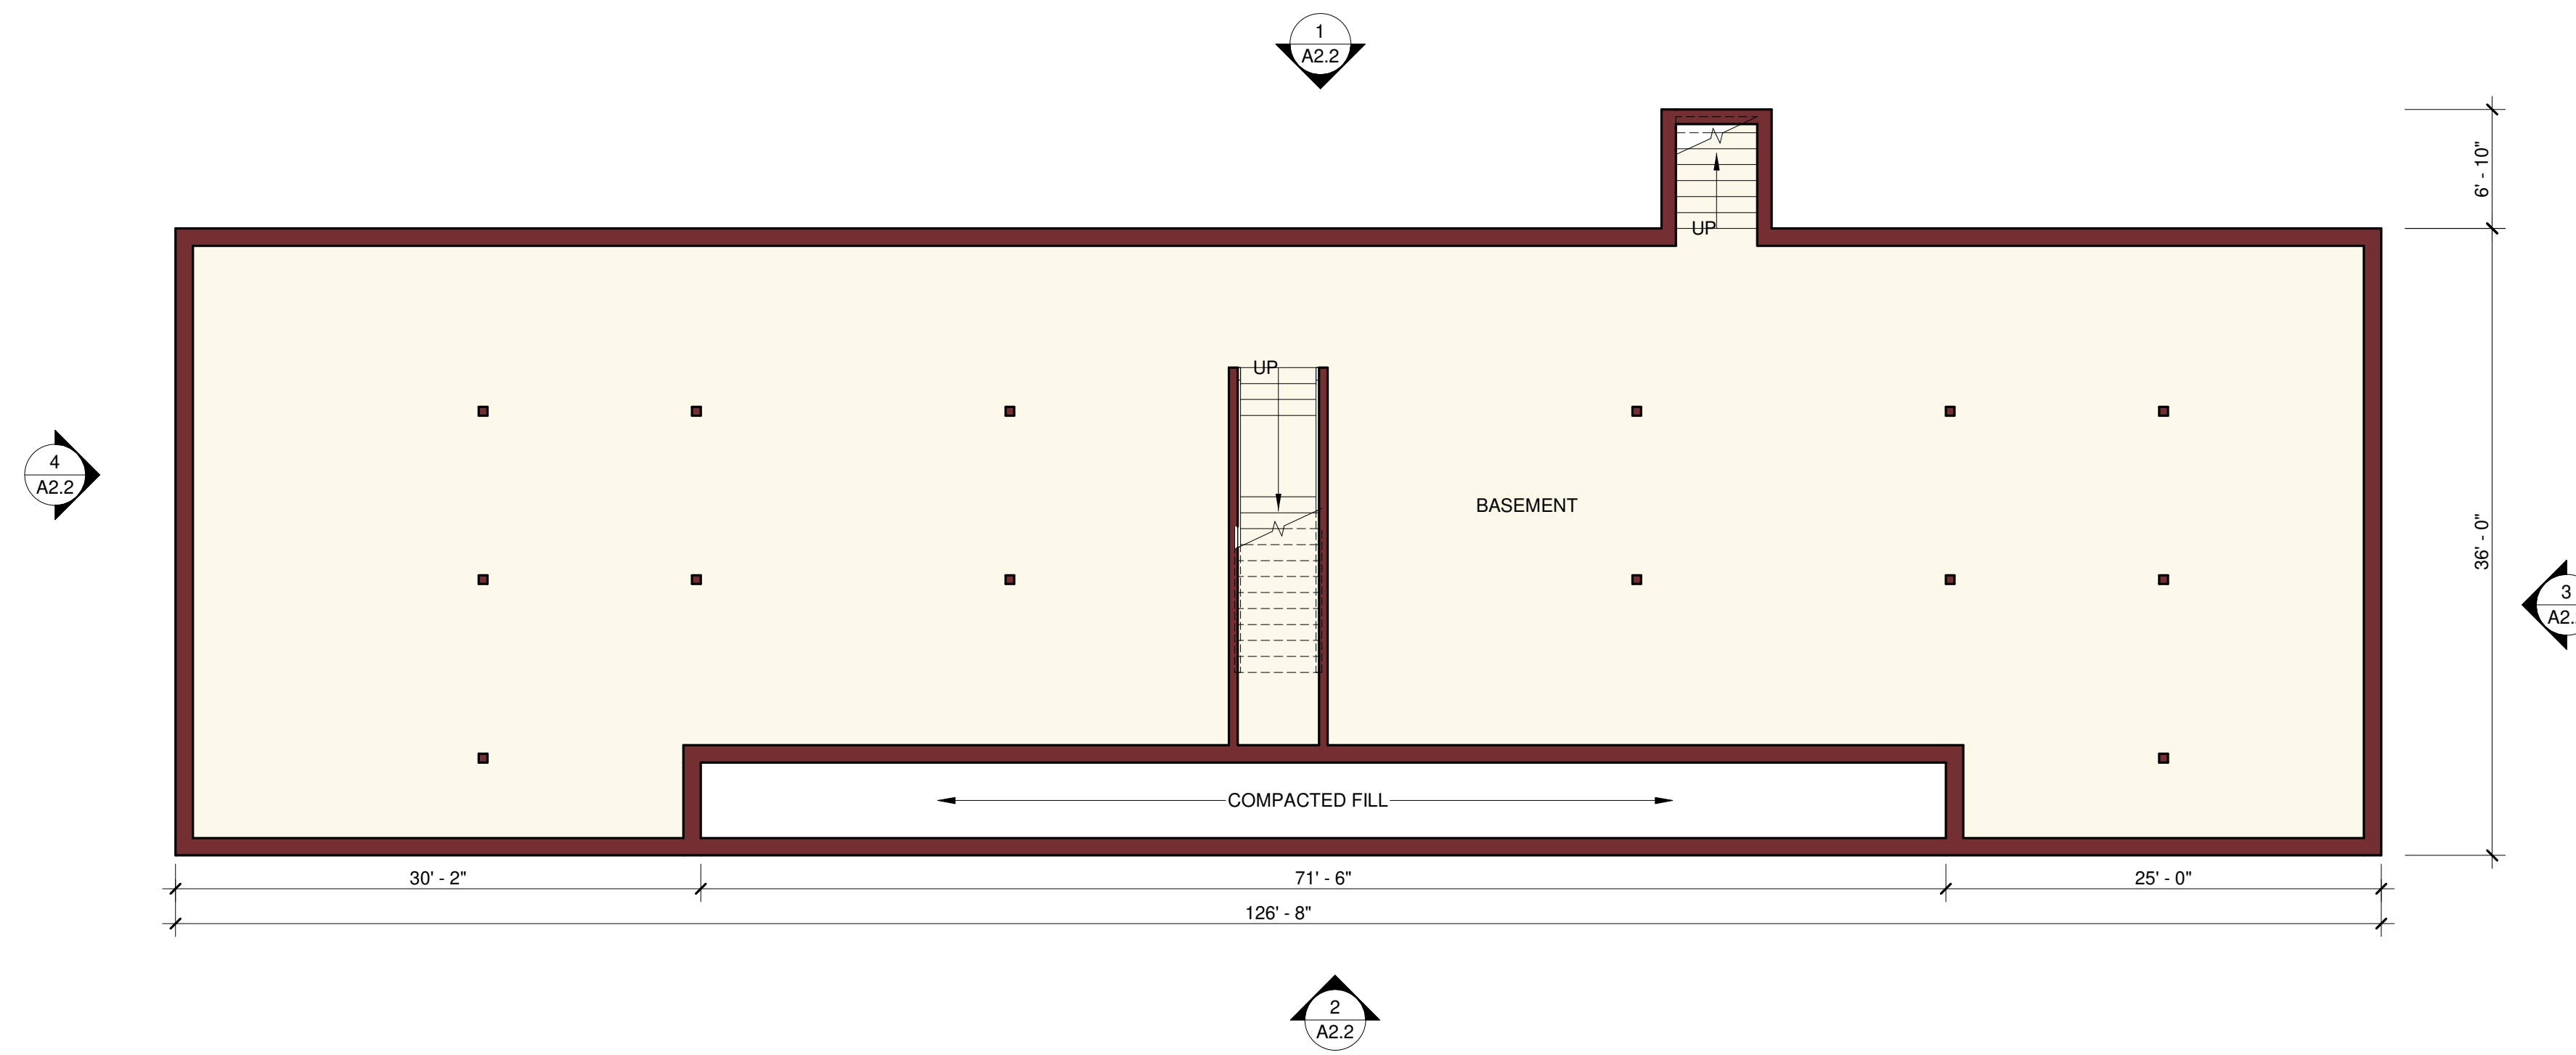 1
A2.2
6' - 10"
UP
UP
4
A2.2
BASEMENT
36' - 0"
3
A2.
COMPACTED FILL
30' - 2"
71' - 6"
25' - 0"
126' - 8"
2
A2.2